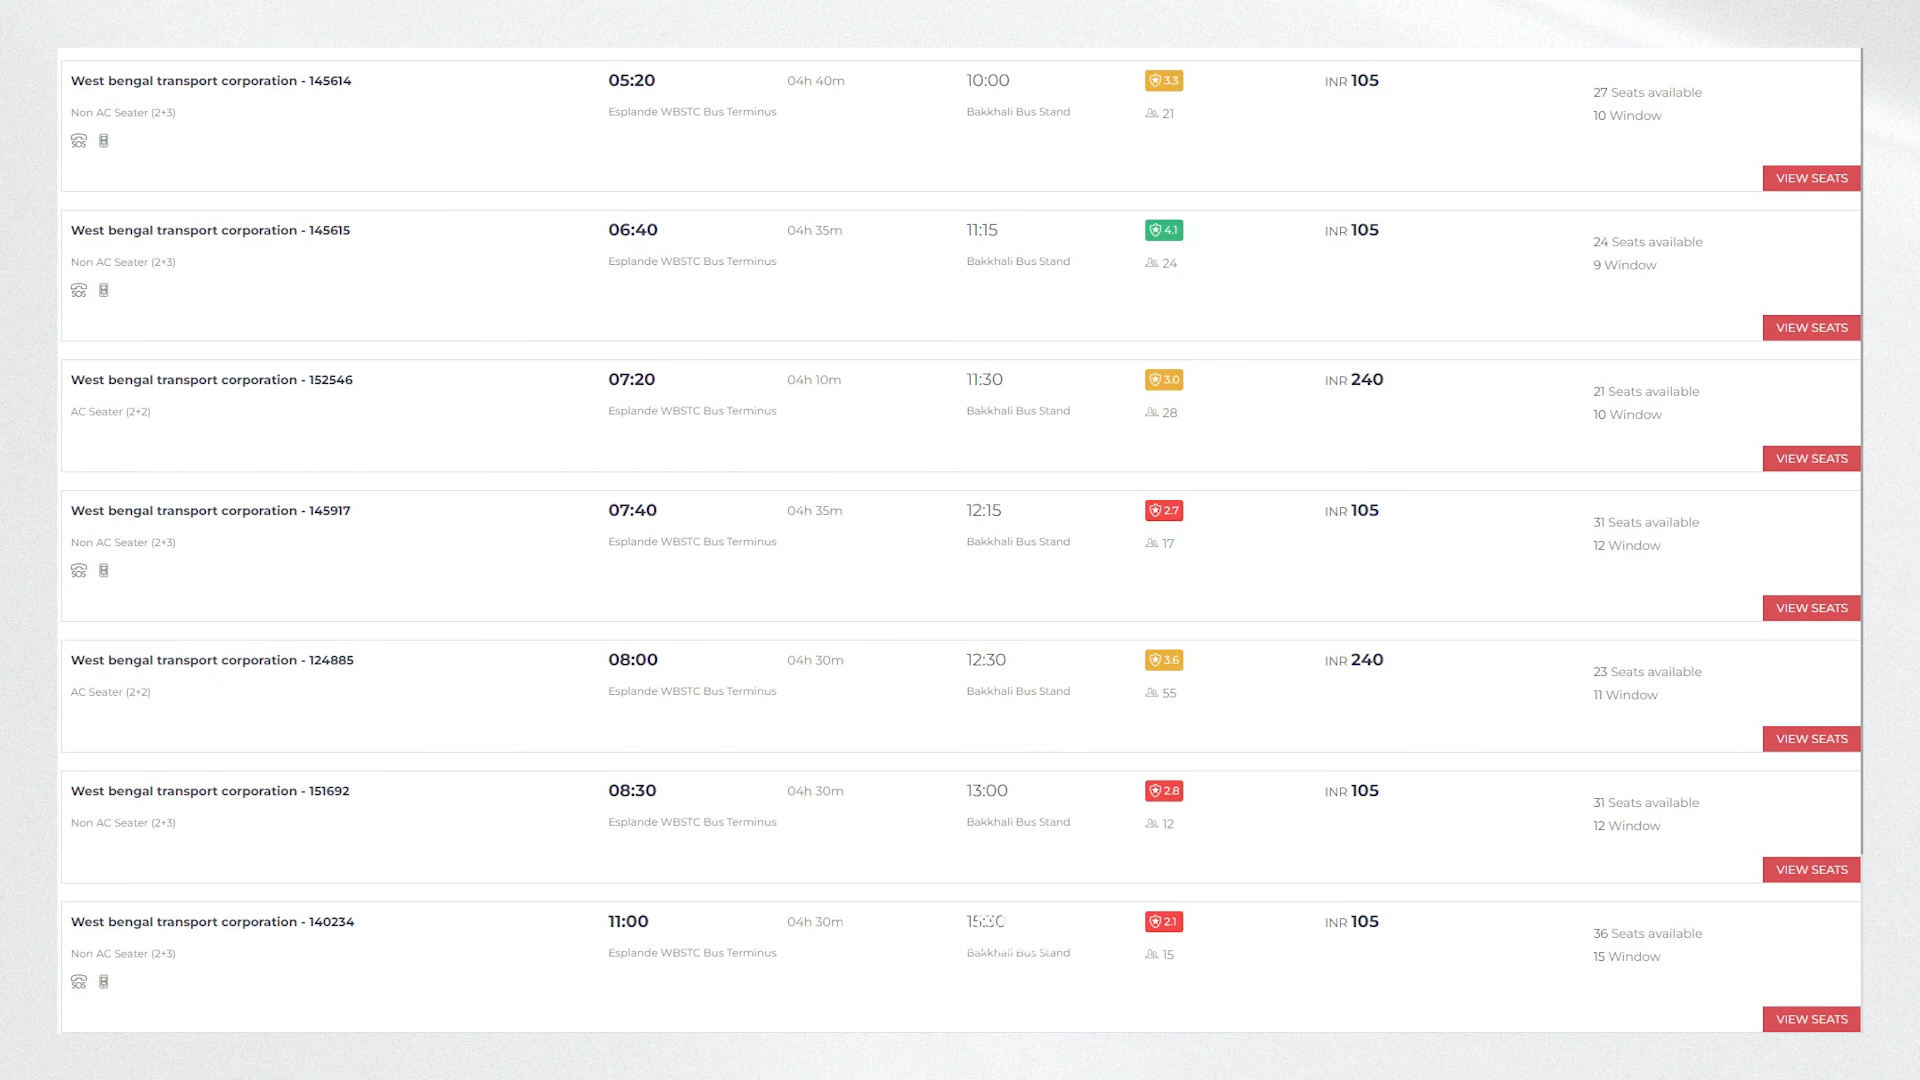 West bengal transport corporation - 145614 05:20 04h 40m 10:00 3.3 INR 105
27 Seats available
Non AC Seater (2+3) Esplande WBSTC Bus Terminus Bakkhali Bus Stand 21
10 Window
SOS
VIEW SEATS
West bengal transport corporation - 145615 06:40 04h 35m 11:15 4.1 INR 105
24 Seats available
Non AC Seater (2+3) Esplande WBSTC Bus Terminus Bakkhali Bus Stand 24
9 Window
SOS
VIEW SEATS
West bengal transport corporation - 152546 07:20 04h 10m 11:30 3.0 INR 240
21 Seats available
AC Seater (2+2) Esplande WBSTC Bus Terminus Bakkhali Bus Stand 28
10 Window
VIEW SEATS
West bengal transport corporation - 145917 07:40 04h 35m 12:15 2.7 INR 105
31 Seats available
Non AC Seater (2+3) Esplande WBSTC Bus Terminus Bakkhali Bus Stand 17
12 Window
SOS
VIEW SEATS
West bengal transport corporation - 124885 08:00 04h 30m 12:30 3.6 INR 240
23 Seats available
AC Seater (2+2) Esplande WBSTC Bus Terminus Bakkhali Bus Stand 55
11 Window
VIEW SEATS
West bengal transport corporation - 151692 08:30 04h 30m 13:00 2.8 INR 105
31 Seats available
Non AC Seater (2+3) Esplande WBSTC Bus Terminus Bakkhali Bus Stand 12
12 Window
VIEW SEATS
West bengal transport corporation - 140234 11:00 04h 30m 15:30 2.1 INR 105
36 Seats available
Non AC Seater (2+3) Esplande WBSTC Bus Terminus Bakkhali Bus Stand 15
15 Window
SOS
VIEW SEATS